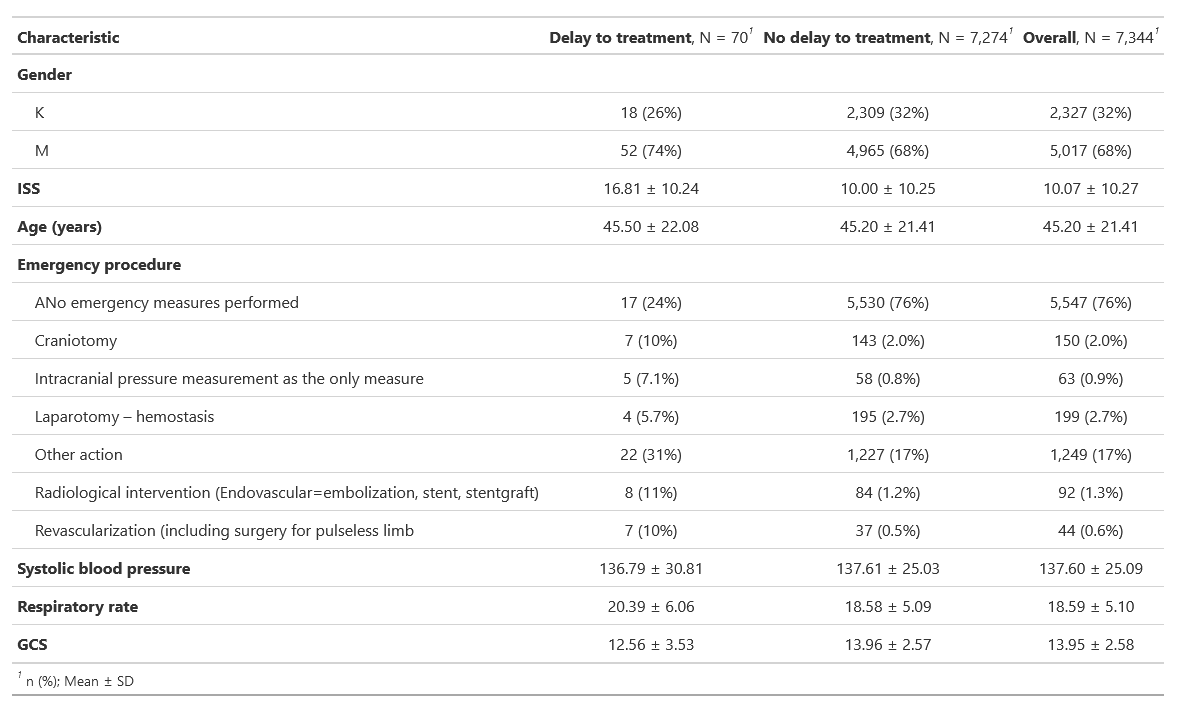 Characteristic Delay to treatment, N = 70¹ No delay to treatment, N = 7,274¹ Overall, N = 7,344¹
Gender
K 18 (26%) 2,309 (32%) 2,327 (32%)
M 52 (74%) 4,965 (68%) 5,017 (68%)
ISS 16.81 ± 10.24 10.00 ± 10.25 10.07 ± 10.27
Age (years) 45.50 ± 22.08 45.20 ± 21.41 45.20 ± 21.41
Emergency procedure
ANo emergency measures performed 17 (24%) 5,530 (76%) 5,547 (76%)
Craniotomy 7 (10%) 143 (2.0%) 150 (2.0%)
Intracranial pressure measurement as the only measure 5 (7.1%) 58 (0.8%) 63 (0.9%)
Laparotomy – hemostasis 4 (5.7%) 195 (2.7%) 199 (2.7%)
Other action 22 (31%) 1,227 (17%) 1,249 (17%)
Radiological intervention (Endovascular=embolization, stent, stentgraft) 8 (11%) 84 (1.2%) 92 (1.3%)
Revascularization (including surgery for pulseless limb 7 (10%) 37 (0.5%) 44 (0.6%)
Systolic blood pressure 136.79 ± 30.81 137.61 ± 25.03 137.60 ± 25.09
Respiratory rate 20.39 ± 6.06 18.58 ± 5.09 18.59 ± 5.10
GCS 12.56 ± 3.53 13.96 ± 2.57 13.95 ± 2.58
¹ n (%); Mean ± SD